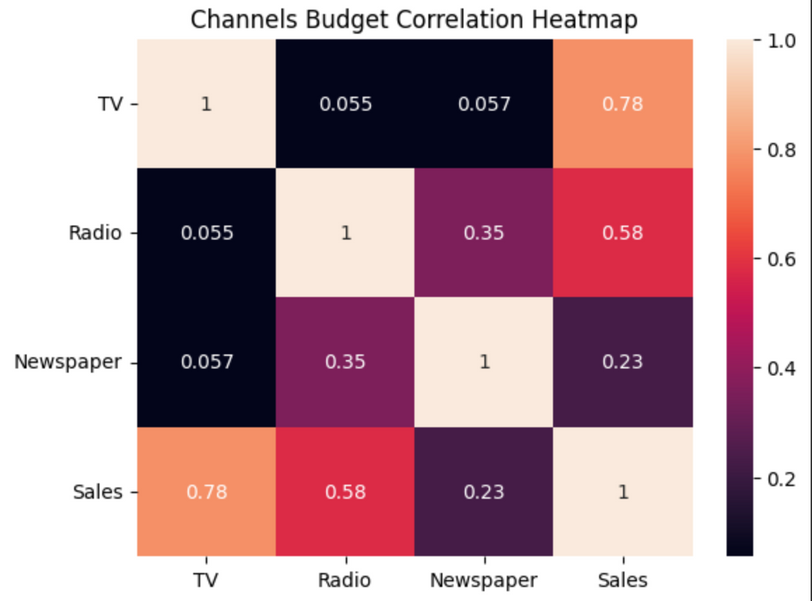 Channels Budget Correlation Heatmap
TV 1 0.055 0.057 0.78
Radio 0.055 1 0.35 0.58
Newspaper 0.057 0.35 1 0.23
Sales 0.78 0.58 0.23 1
TV Radio Newspaper Sales
1.0
0.8
0.6
0.4
0.2